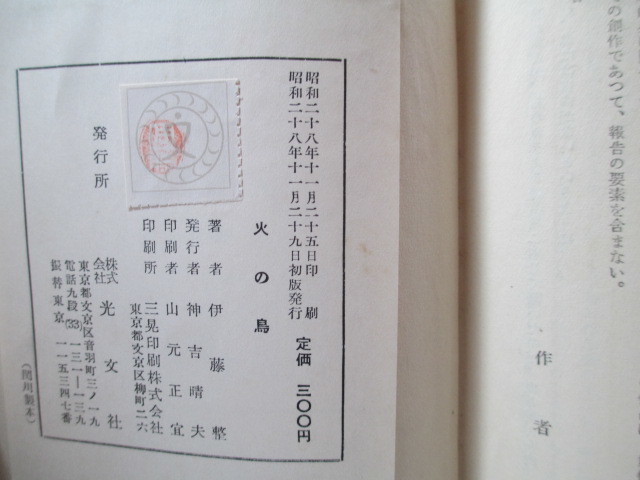 の創作であつて、報告の要素を含まない。
作者
昭和二十八年十一月二十五日印刷
昭和二十八年十一月二十九日初版発行
定価 三〇〇円
火の鳥
著者 伊藤整
発行者 神吉晴夫
印刷者 山元正宜
印刷所 三晃印刷株式会社
東京都文京区柳町二六
発行所
株式会社 光文社
東京都文京区音羽町三ノ一九
電話九段(33)一三一一一三九
振替東京 一一五三四七番
(関川製本)